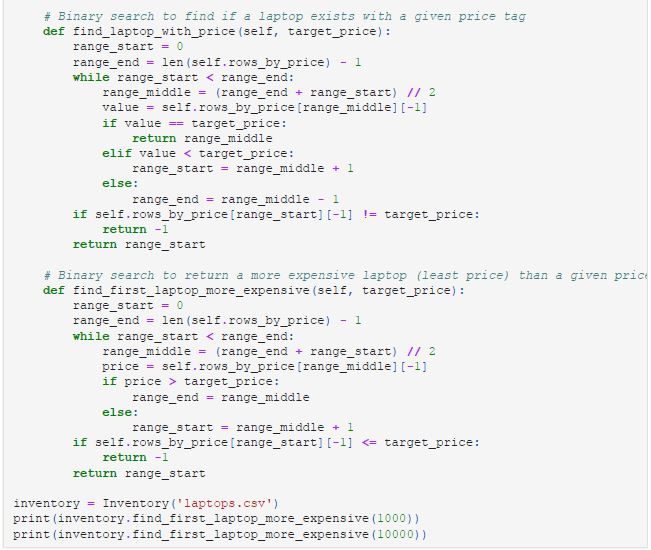 # Binary search to find if a laptop exists with a given price tag
    def find_laptop_with_price(self, target_price):
        range_start = 0
        range_end = len(self.rows_by_price) - 1
        while range_start < range_end:
            range_middle = (range_end + range_start) // 2
            value = self.rows_by_price[range_middle][-1]
            if value == target_price:
                return range_middle
            elif value < target_price:
                range_start = range_middle + 1
            else:
                range_end = range_middle - 1
        if self.rows_by_price[range_start][-1] != target_price:
            return -1
        return range_start

    # Binary search to return a more expensive laptop (least price) than a given price
    def find_first_laptop_more_expensive(self, target_price):
        range_start = 0
        range_end = len(self.rows_by_price) - 1
        while range_start < range_end:
            range_middle = (range_end + range_start) // 2
            price = self.rows_by_price[range_middle][-1]
            if price > target_price:
                range_end = range_middle
            else:
                range_start = range_middle + 1
        if self.rows_by_price[range_start][-1] <= target_price:
            return -1
        return range_start

inventory = Inventory('laptops.csv')
print(inventory.find_first_laptop_more_expensive(1000))
print(inventory.find_first_laptop_more_expensive(10000))